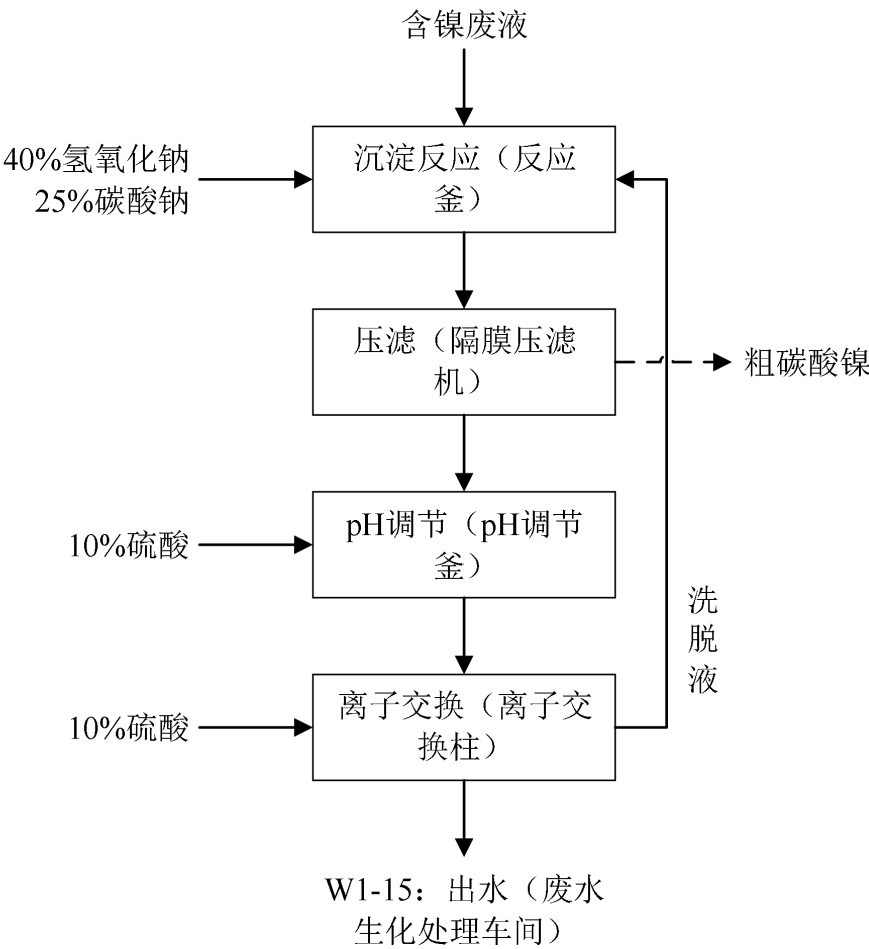 含镍废液
40%氢氧化钠
25%碳酸钠
沉淀反应（反应
釜）
压滤（隔膜压滤
机）
粗碳酸镍
10%硫酸
pH调节（pH调节
釜）
洗
脱
液
10%硫酸
离子交换（离子交
换柱）
W1-15：出水（废水
生化处理车间）